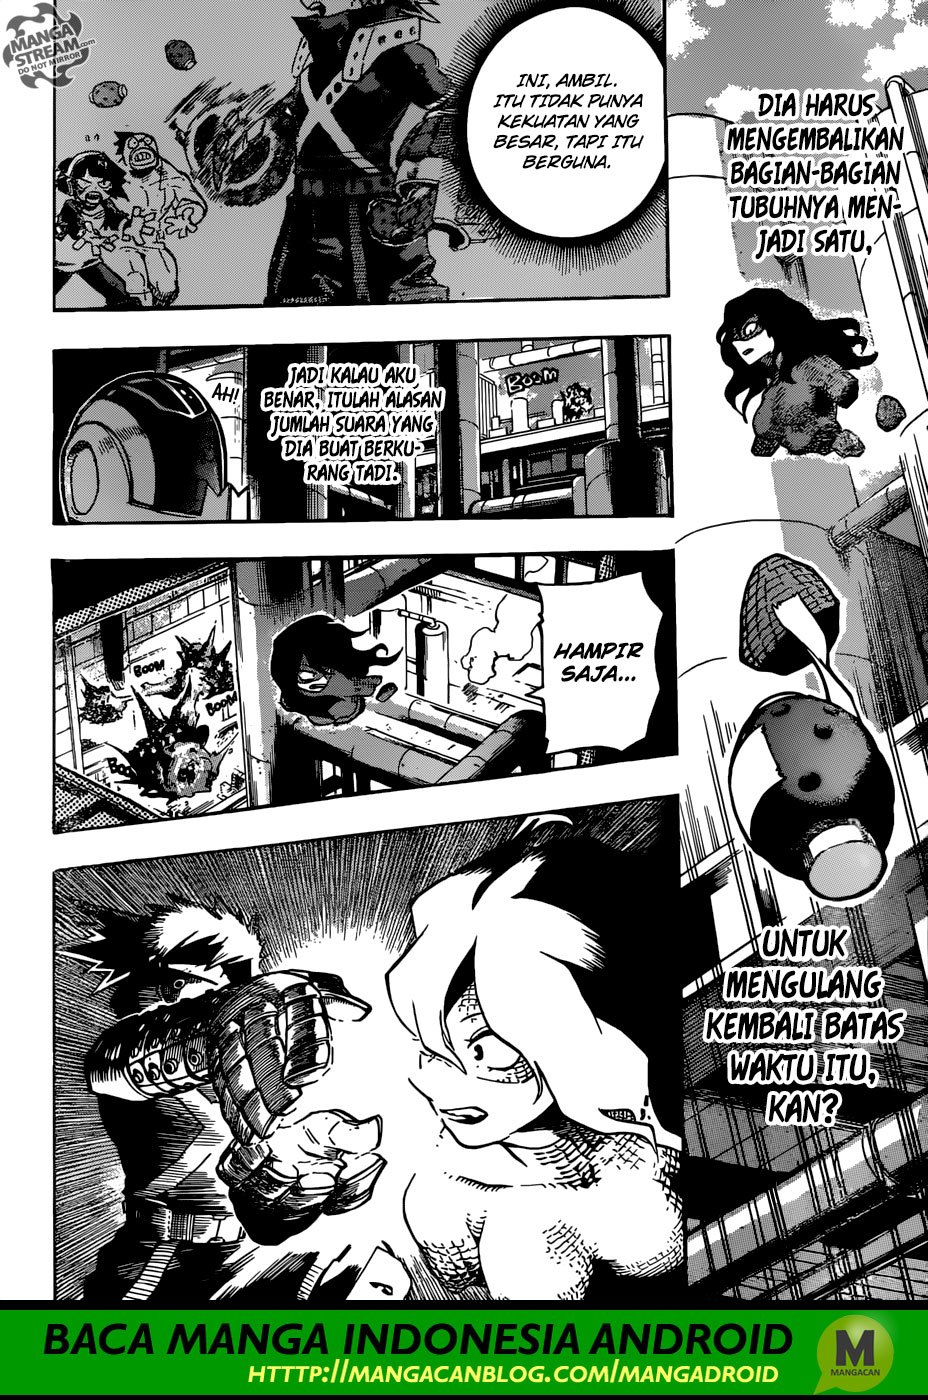 MANGA
STREAM.com
DO NOT MIRROR
DIA HARUS
MENGEMBALIKAN
BAGIAN-BAGIAN
TUBUHNYA MEN-
JADI SATU,
UNTUK
MENGULANG
KEMBALI BATAS
WAKTU ITU,
KAN?
INI, AMBIL.
ITU TIDAK PUNYA
KEKUATAN YANG
BESAR, TAPI ITU
BERGUNA.
BOOM
JADI KALAU AKU
BENAR, ITULAH ALASAN
JUMLAH SUARA YANG
DIA BUAT BERKU-
RANG TADI.
AH!
HAMPIR
SAJA...
BOOM
BOOM
BOOM
BACA MANGA INDONESIA ANDROID
HTTTP://MANGACANBLOG.COM/MANGADROID
M
MANGACAN